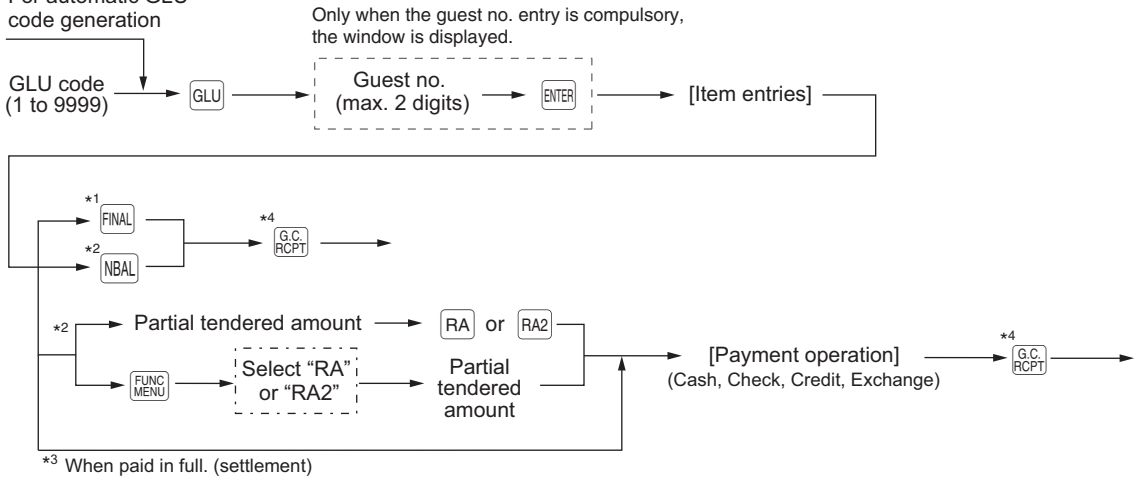 For automatic GLU
code generation
Only when the guest no. entry is compulsory,
the window is displayed.
GLU code
(1 to 9999)
GLU
Guest no.
(max. 2 digits)
ENTER
[Item entries]
*1
FINAL
*2
NBAL
*4
G.C.
RCPT
*2
Partial tendered amount
RA or RA2
FUNC
MENU
Select “RA”
or “RA2”
Partial
tendered
amount
[Payment operation]
(Cash, Check, Credit, Exchange)
*4
G.C.
RCPT
*3 When paid in full. (settlement)